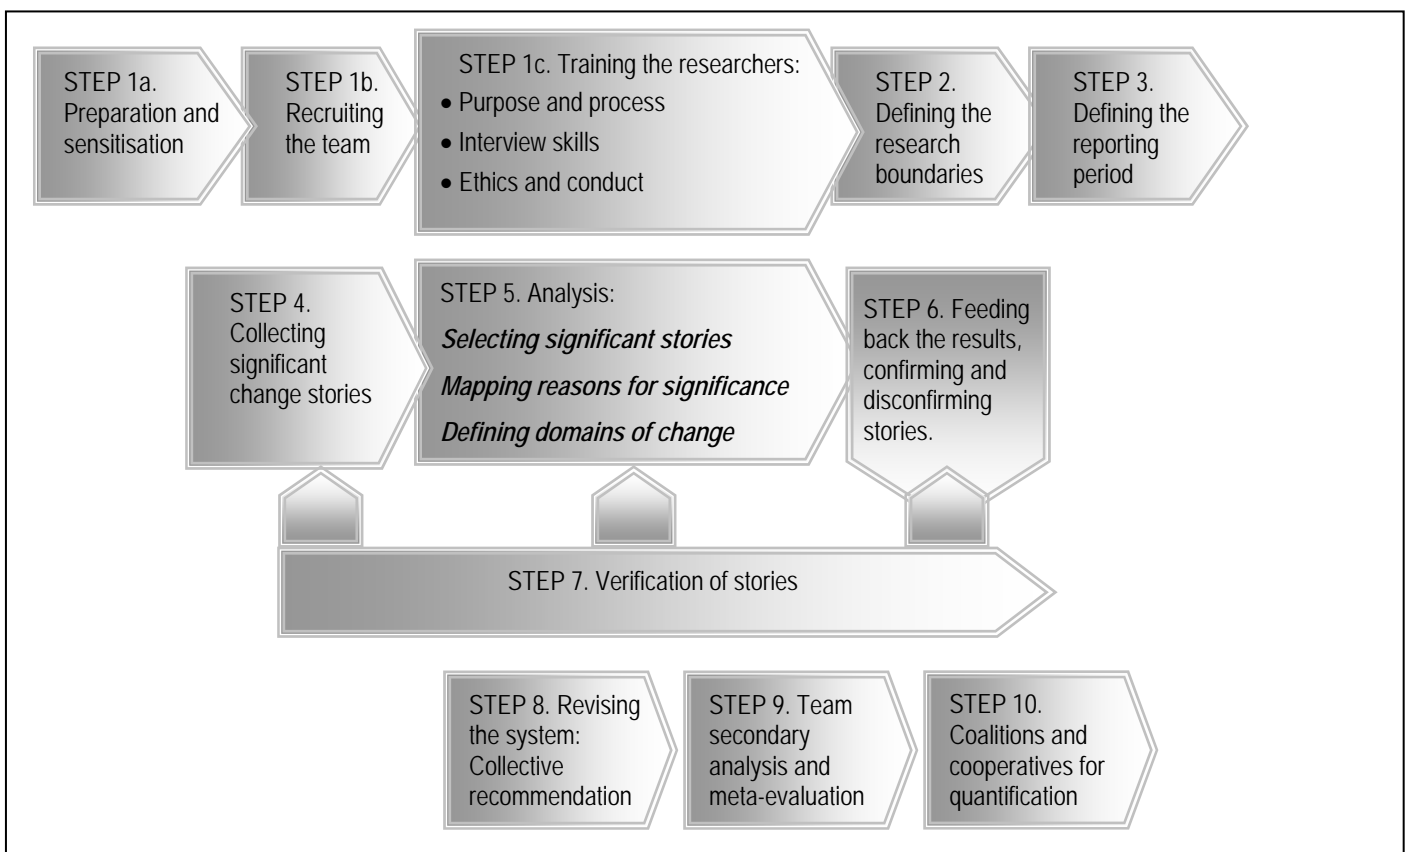 STEP 1a.
Preparation and
sensitisation
STEP 1b.
Recruiting
the team
STEP 1c. Training the researchers:
• Purpose and process
• Interview skills
• Ethics and conduct
STEP 2.
Defining the
research
boundaries
STEP 3.
Defining the
reporting
period
STEP 4.
Collecting
significant
change stories
STEP 5. Analysis:
Selecting significant stories
Mapping reasons for significance
Defining domains of change
STEP 6. Feeding
back the results,
confirming and
disconfirming
stories.
STEP 7. Verification of stories
STEP 8. Revising
the system:
Collective
recommendation
STEP 9. Team
secondary
analysis and
meta-evaluation
STEP 10.
Coalitions and
cooperatives for
quantification